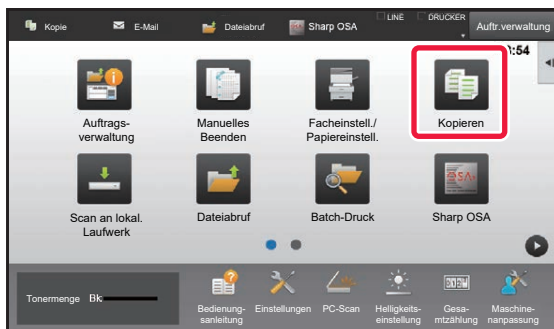 Kopie
E-Mail
Dateiabruf
Sharp OSA
LINE
DRUCKER
Auftr.verwaltung
:54
Auftrags-
verwaltung
Manuelles
Beenden
Facheinstell./
Papiereinstell.
Kopieren
Scan an lokal.
Laufwerk
Dateiabruf
Batch-Druck
Sharp OSA
Tonermenge Bk
Bedienung-
sanleitung
Einstellungen
PC-Scan
Helligkeits-
einstellung
Gesa-
mtzählung
Maschine-
nanpassung